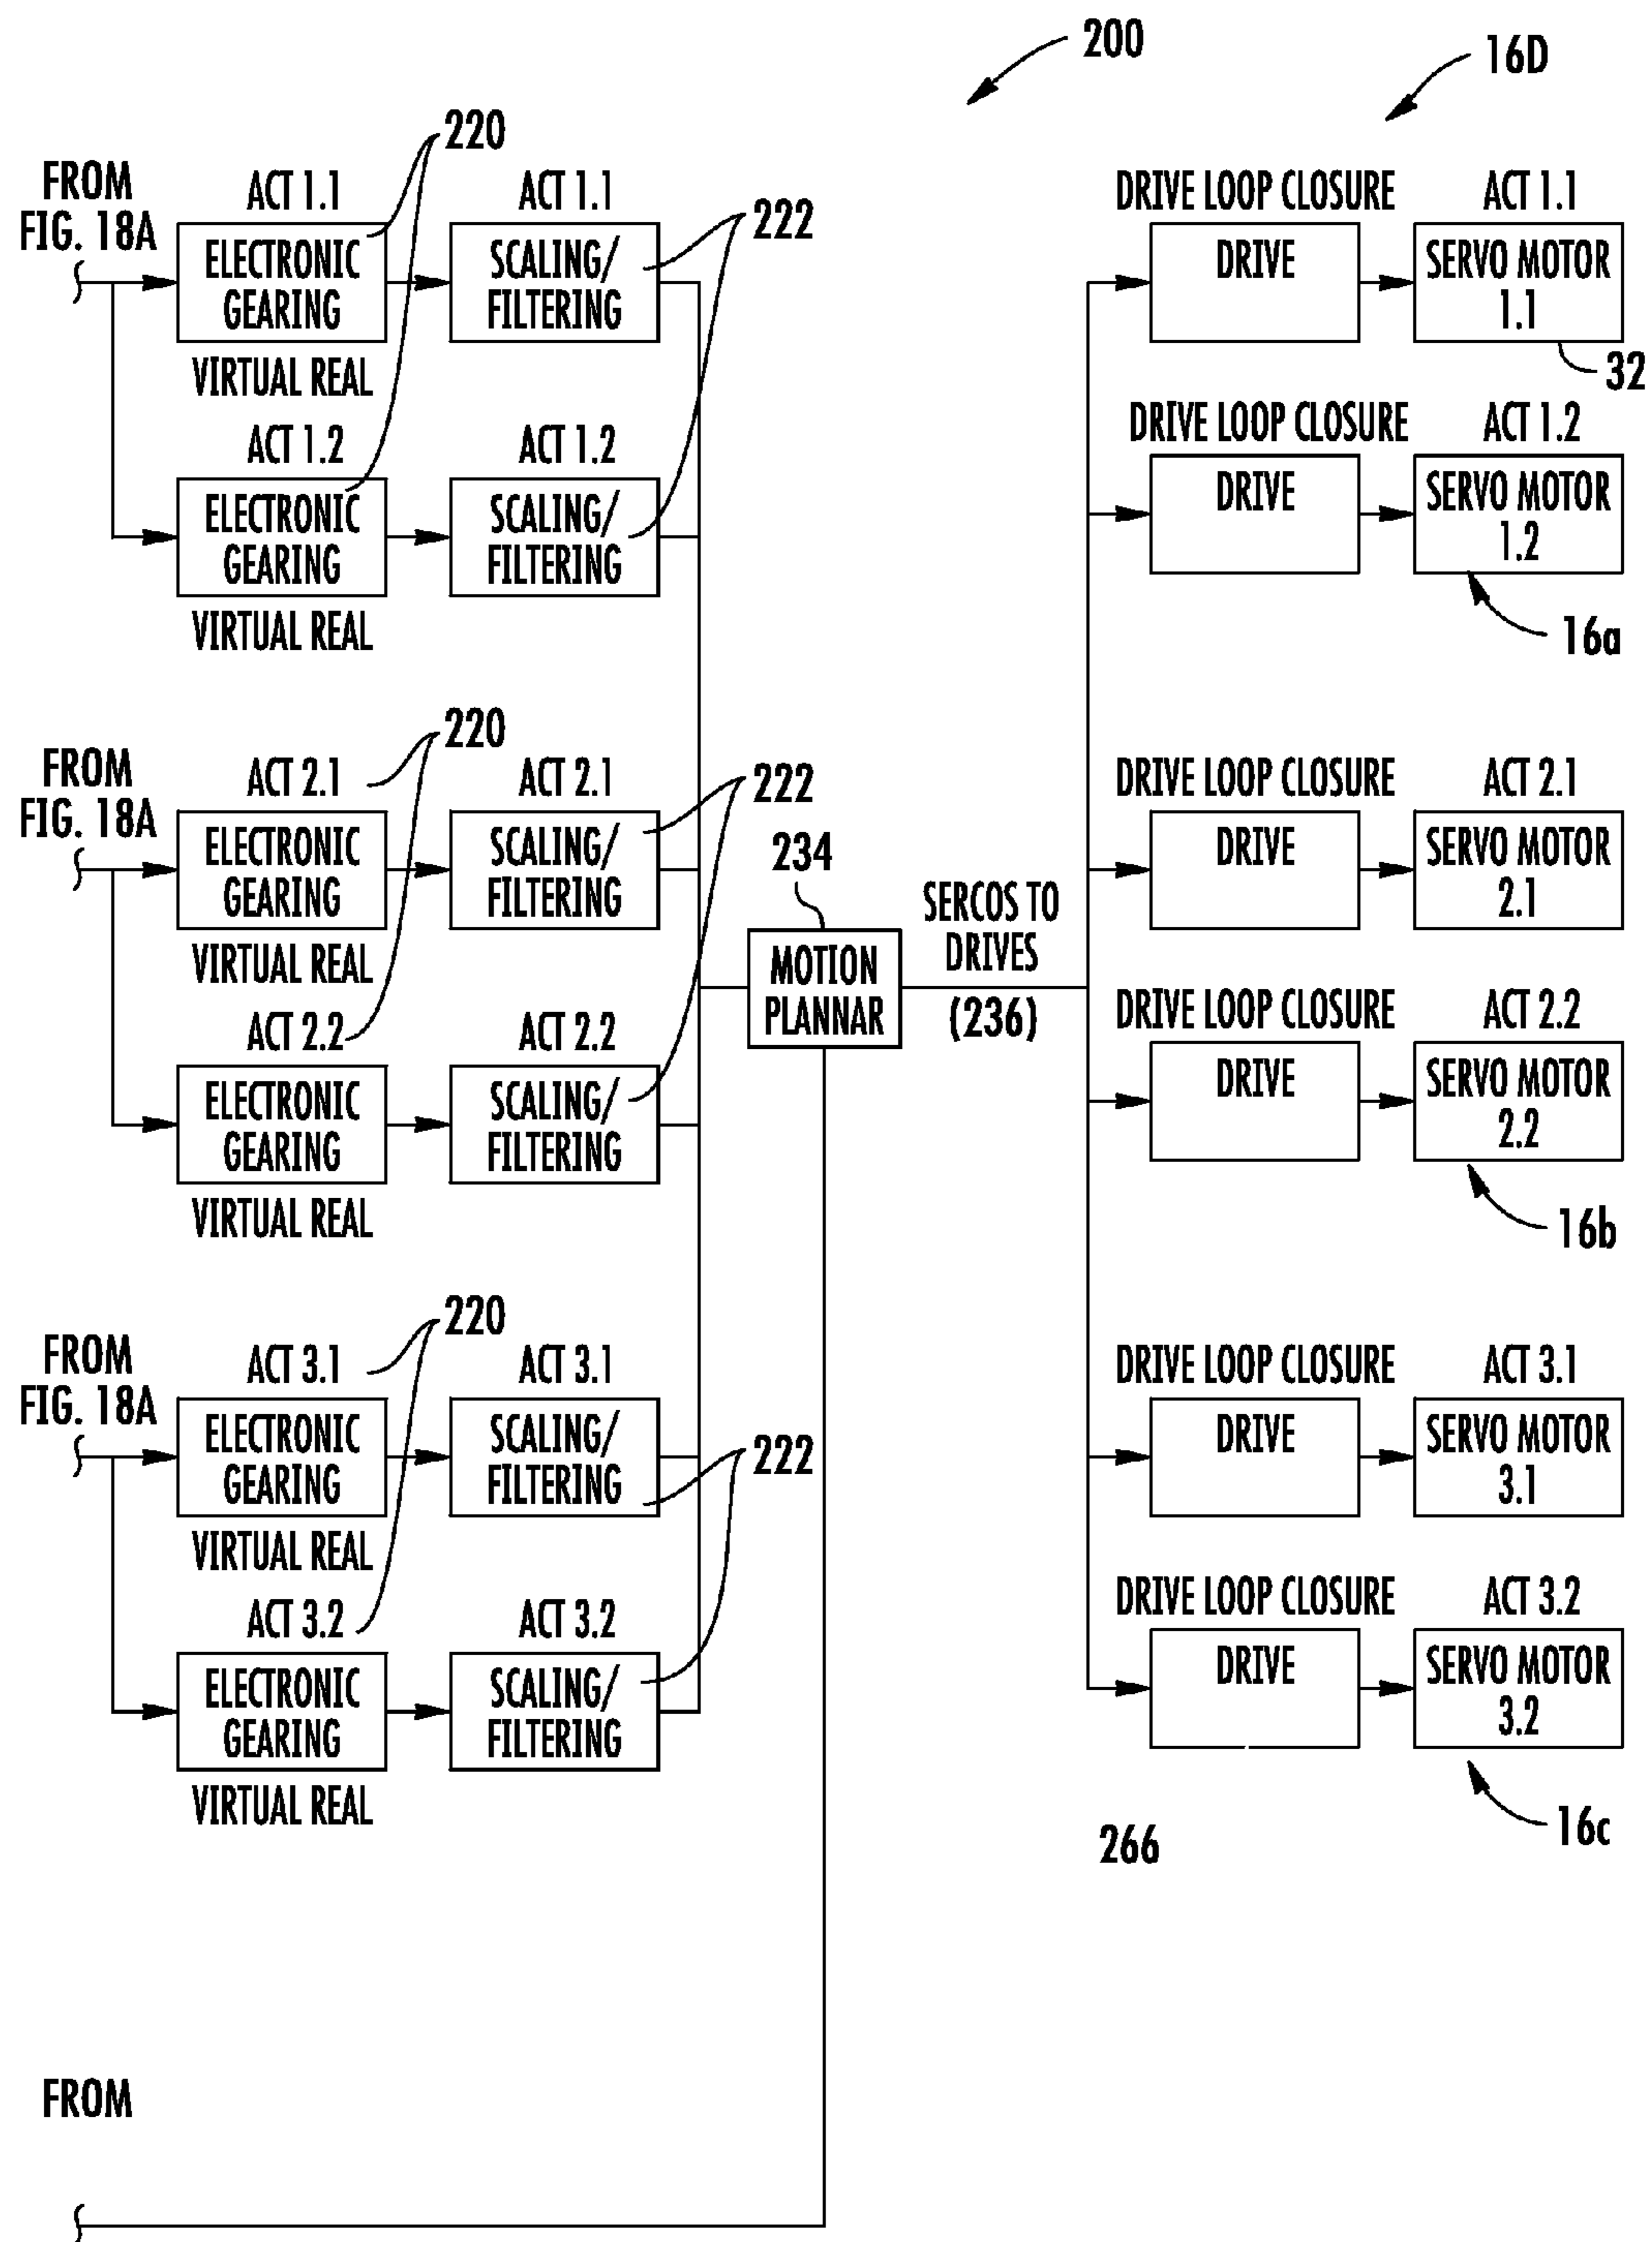 200
16D
220
FROM
FIG. 18A
ACT 1.1
ELECTRONIC
GEARING
VIRTUAL REAL
ACT 1.1
SCALING/
FILTERING
222
ACT 1.2
ELECTRONIC
GEARING
VIRTUAL REAL
ACT 1.2
SCALING/
FILTERING
220
FROM
FIG. 18A
ACT 2.1
ELECTRONIC
GEARING
VIRTUAL REAL
ACT 2.1
SCALING/
FILTERING
222
ACT 2.2
ELECTRONIC
GEARING
VIRTUAL REAL
ACT 2.2
SCALING/
FILTERING
220
FROM
FIG. 18A
ACT 3.1
ELECTRONIC
GEARING
VIRTUAL REAL
ACT 3.1
SCALING/
FILTERING
222
ACT 3.2
ELECTRONIC
GEARING
VIRTUAL REAL
ACT 3.2
SCALING/
FILTERING
FROM
234
MOTION
PLANNAR
SERCOS TO
DRIVES
(236)
DRIVE LOOP CLOSURE
DRIVE
ACT 1.1
SERVO MOTOR
1.1
32
DRIVE LOOP CLOSURE
DRIVE
ACT 1.2
SERVO MOTOR
1.2
16a
DRIVE LOOP CLOSURE
DRIVE
ACT 2.1
SERVO MOTOR
2.1
DRIVE LOOP CLOSURE
DRIVE
ACT 2.2
SERVO MOTOR
2.2
16b
DRIVE LOOP CLOSURE
DRIVE
ACT 3.1
SERVO MOTOR
3.1
DRIVE LOOP CLOSURE
DRIVE
ACT 3.2
SERVO MOTOR
3.2
16c
266